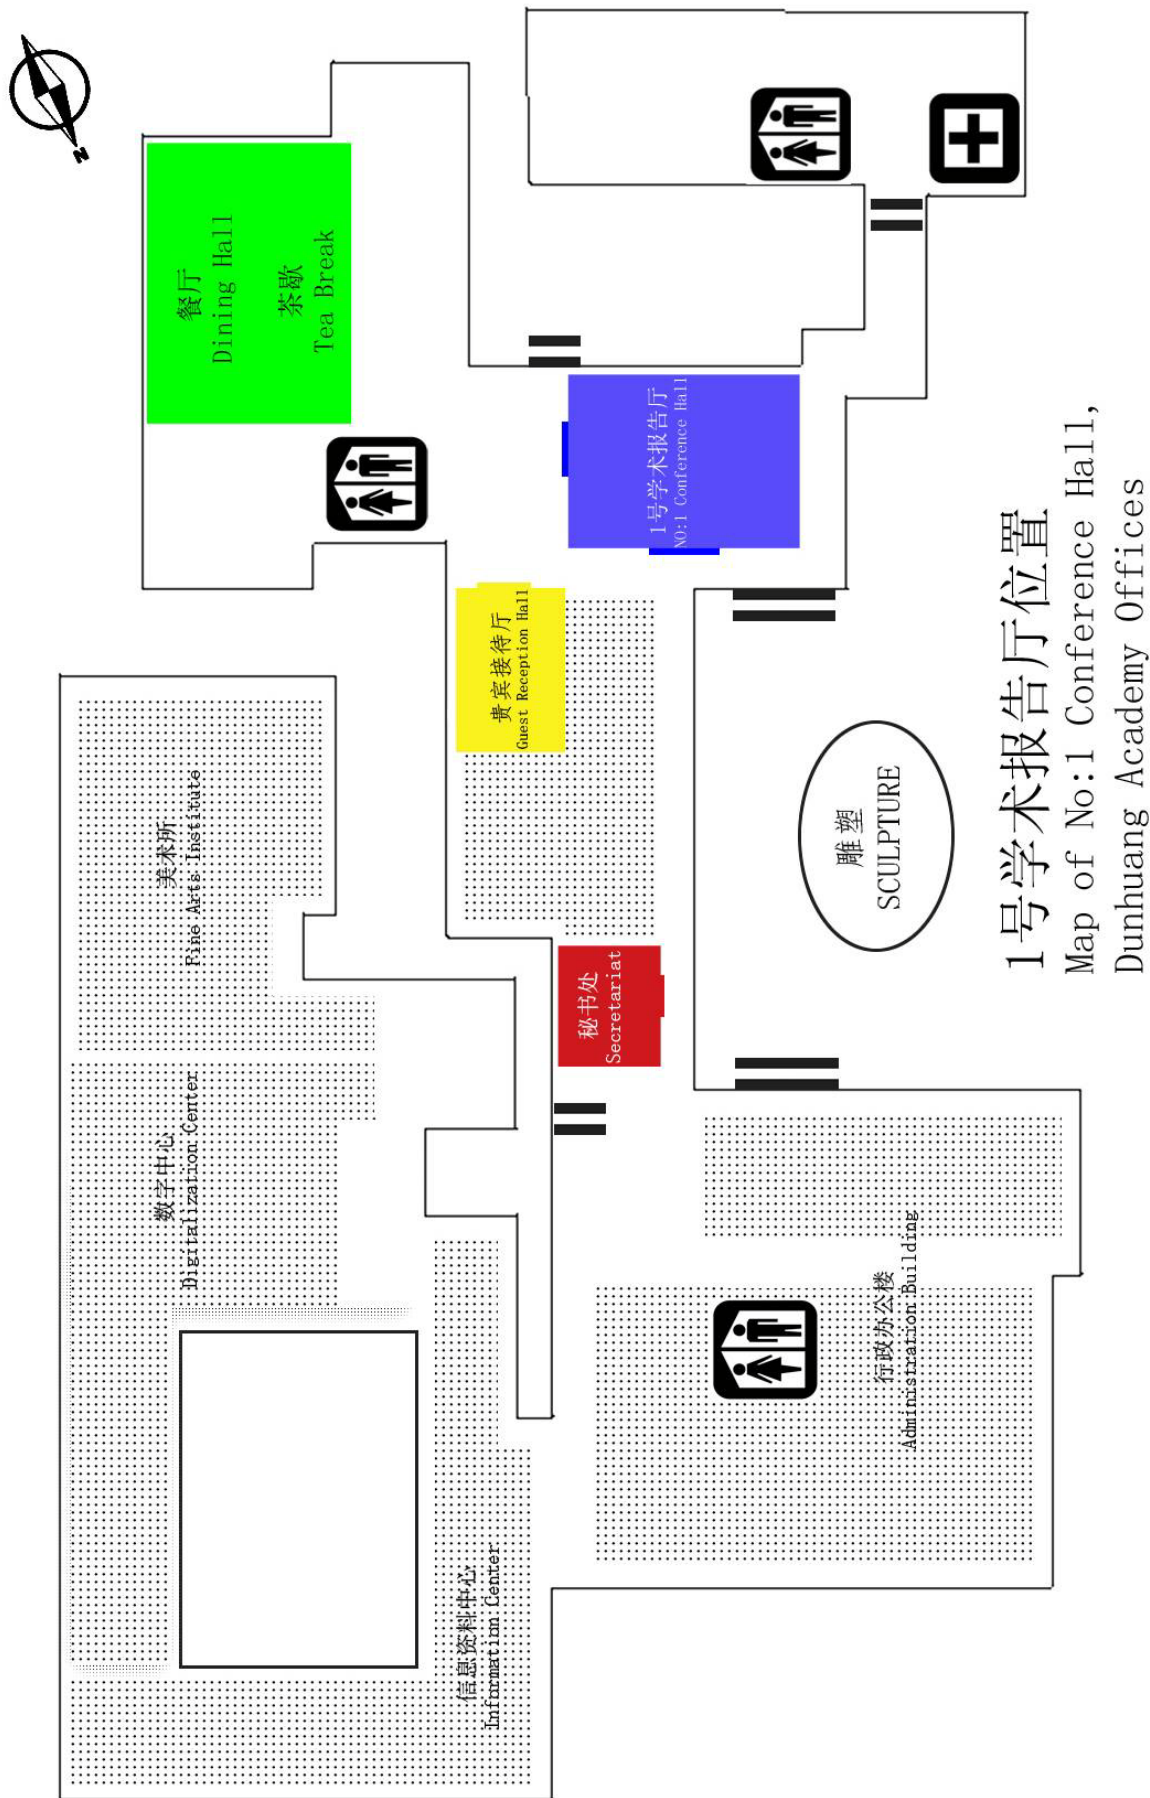 N
餐厅
Dining Hall
茶歇
Tea Break
1号学术报告厅
NO:1 Conference Hall
贵宾接待厅
Guest Reception Hall
美术所
Fine Arts Institute
秘书处
Secretariat
雕塑
SCULPTURE
数字中心
Digitalization Center
行政办公楼
Administration Building
信息资料中心
Information Center
1号学术报告厅位置
Map of No:1 Conference Hall,
Dunhuang Academy Offices